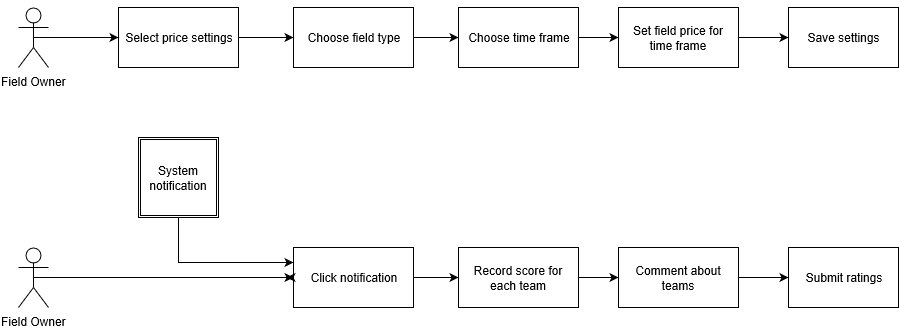 Select price settings
Choose field type
Choose time frame
Set field price for
time frame
Save settings
Field Owner
System
notification
Click notification
Record score for
each team
Comment about
teams
Submit ratings
Field Owner